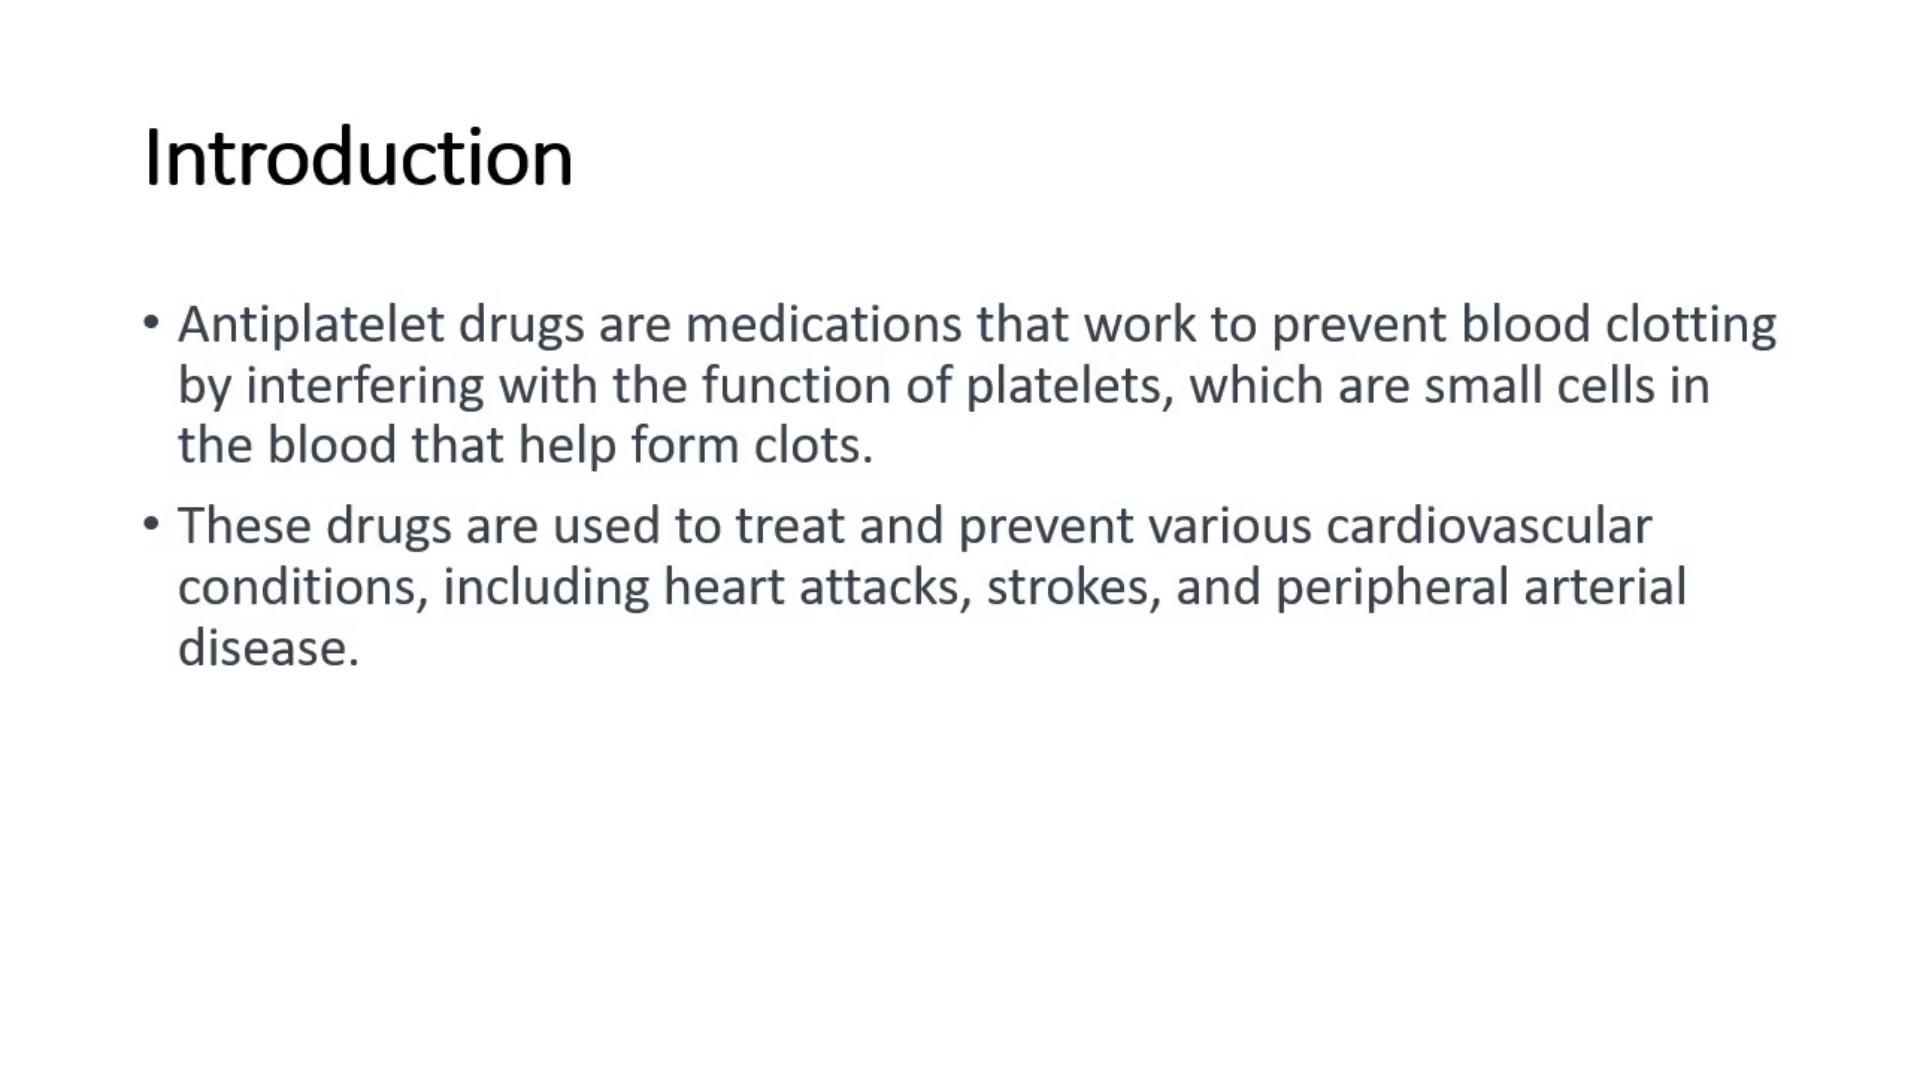 Introduction
• Antiplatelet drugs are medications that work to prevent blood clotting
by interfering with the function of platelets, which are small cells in
the blood that help form clots.
• These drugs are used to treat and prevent various cardiovascular
conditions, including heart attacks, strokes, and peripheral arterial
disease.